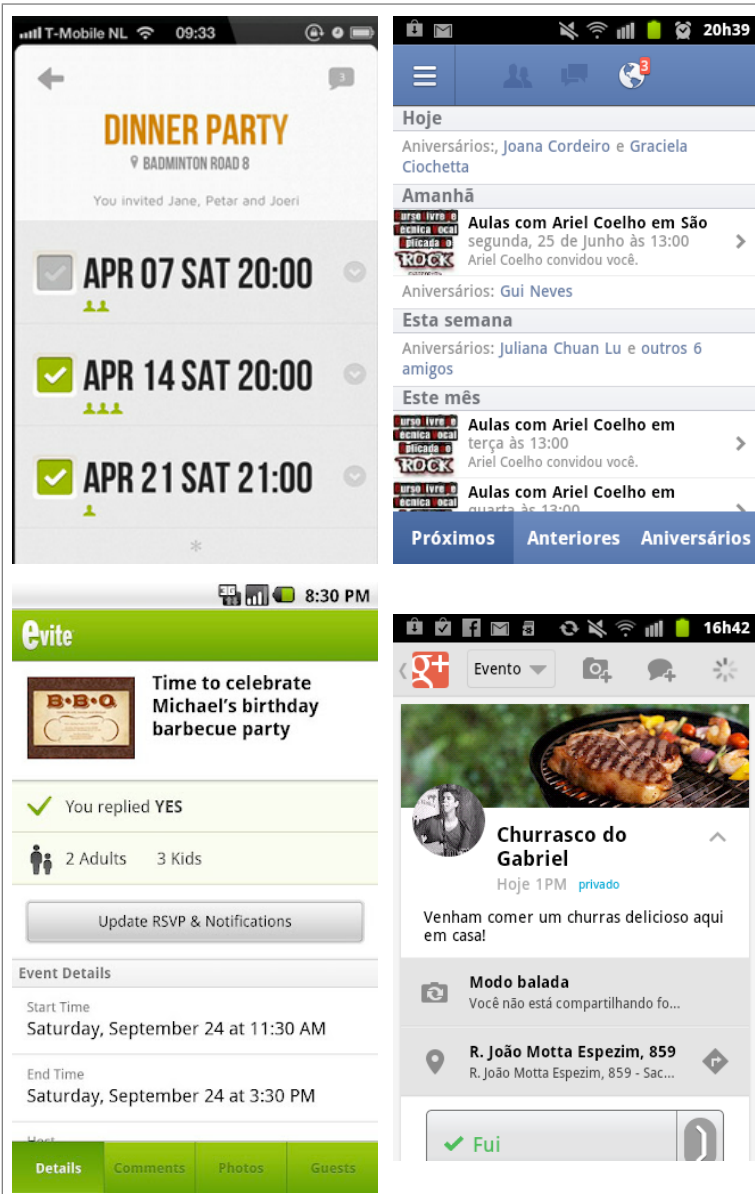 T-Mobile NL 09:33
3
DINNER PARTY
BADMINTON ROAD 8
You invited Jane, Petar and Joeri
APR 07 SAT 20:00
APR 14 SAT 20:00
APR 21 SAT 21:00
*
20h39
3
Hoje
Aniversários:, Joana Cordeiro e Graciela
Ciochetta
Amanhã
Aulas com Ariel Coelho em São
segunda, 25 de Junho às 13:00
Ariel Coelho convidou você.
ROCK
Aniversários: Gui Neves
Esta semana
Aniversários: Juliana Chuan Lu e outros 6
amigos
Este mês
Aulas com Ariel Coelho em
terça às 13:00
Ariel Coelho convidou você.
ROCK
Aulas com Ariel Coelho em
quarta às 13:00
Próximos Anteriores Aniversários
3G 8:30 PM
evite
B·B·Q
Time to celebrate
Michael's birthday
barbecue party
You replied YES
2 Adults 3 Kids
Update RSVP & Notifications
Event Details
Start Time
Saturday, September 24 at 11:30 AM
End Time
Saturday, September 24 at 3:30 PM
Host
Details Comments Photos Guests
16h42
g+ Evento
Churrasco do
Gabriel
Hoje 1PM privado
Venham comer um churras delicioso aqui
em casa!
Modo balada
Você não está compartilhando fo...
R. João Motta Espezim, 859
R. João Motta Espezim, 859 - Sac...
Fui